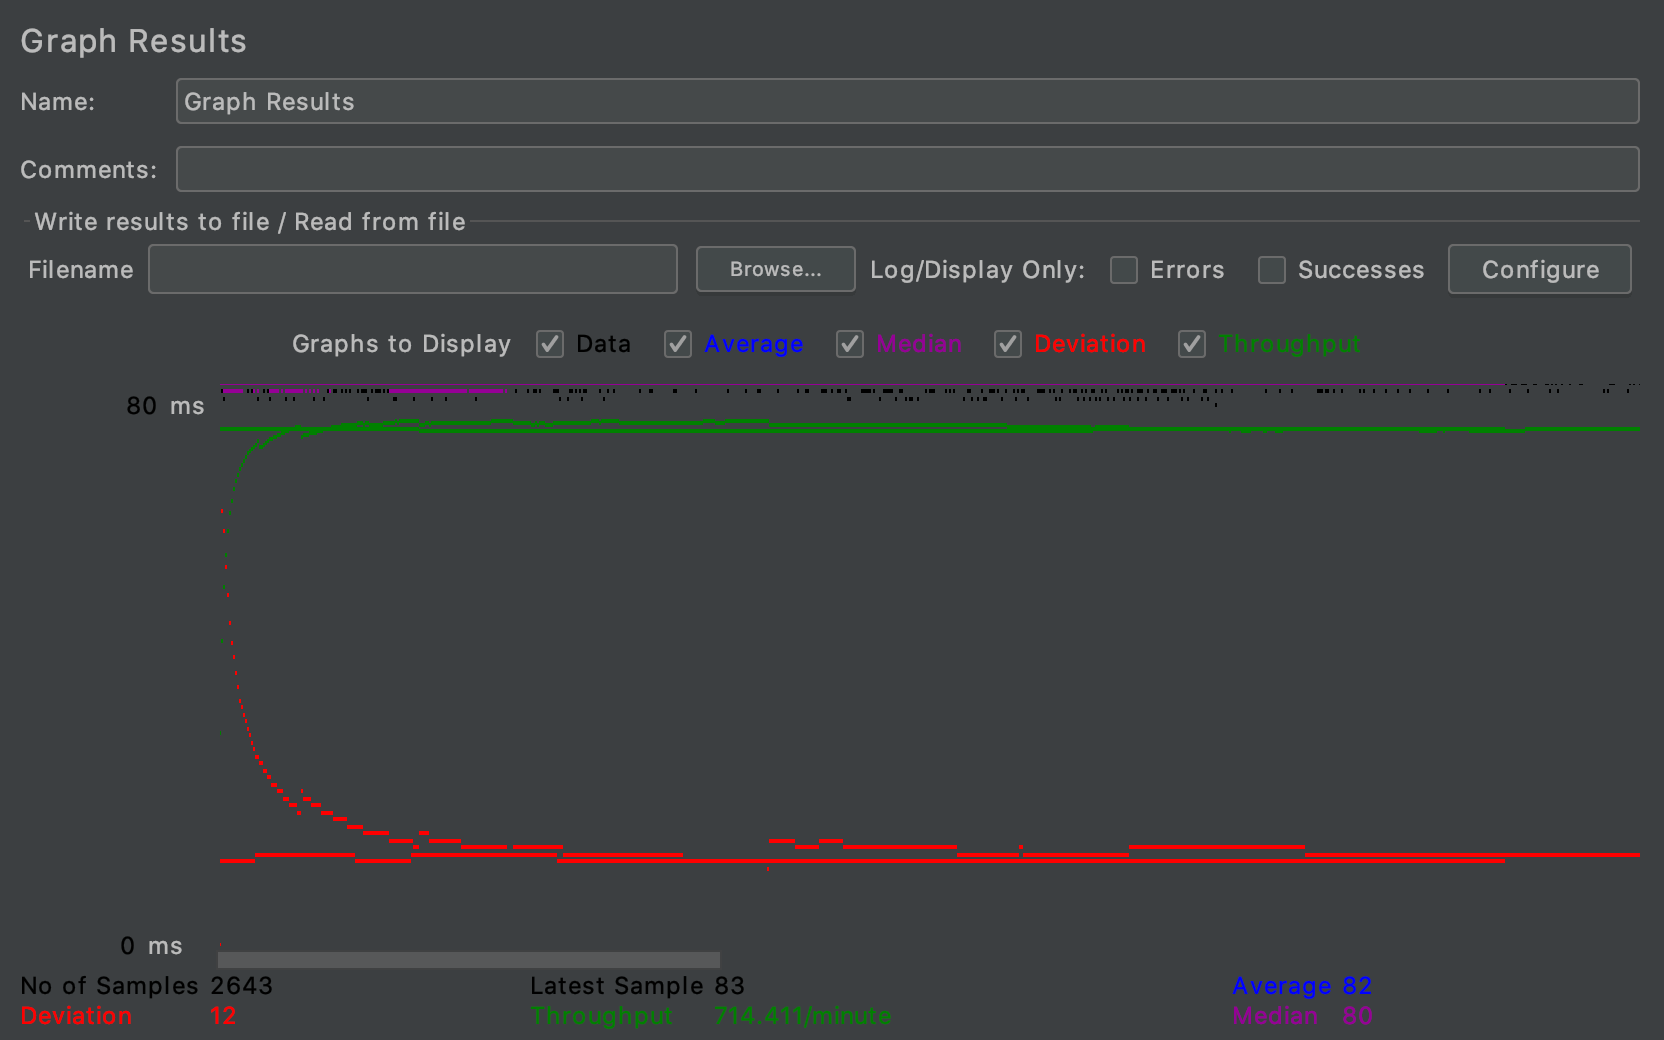 Graph Results
Name: Graph Results
Comments:
Write results to file / Read from file
Filename Browse... Log/Display Only: Errors Successes Configure
Graphs to Display Data Average Median Deviation Throughput
80 ms
0 ms
No of Samples 2643 Latest Sample 83 Average 82
Deviation 12 Throughput 714.411/minute Median 80